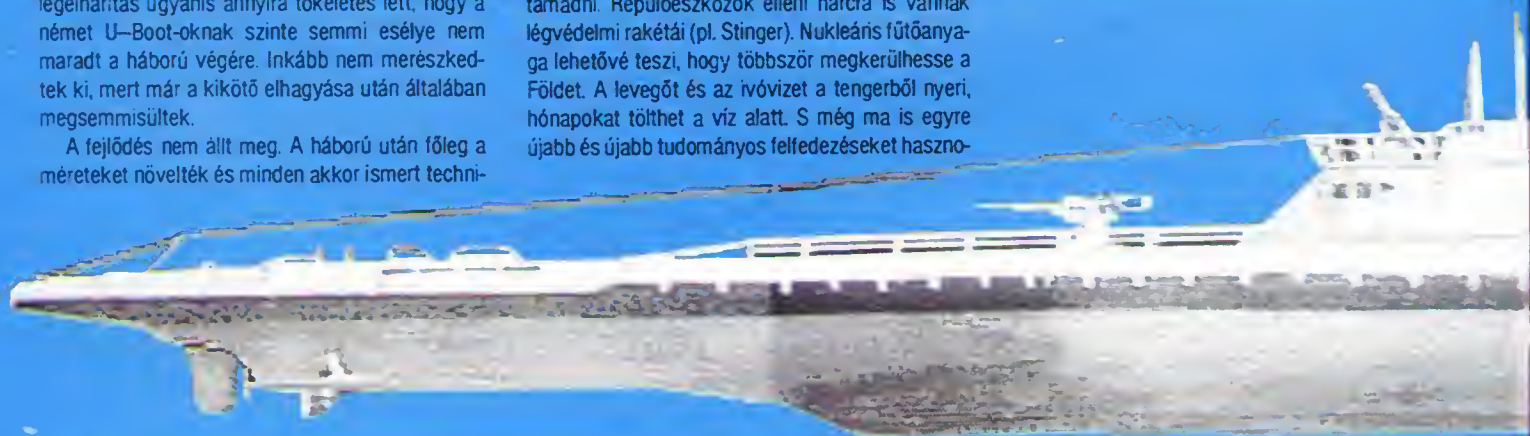 légelhárítás ugyanis annyira tökéletes lett, hogy a
német U—Boot-oknak szinte semmi esélye nem
maradt a háború végére. Inkább nem merészked-
tek ki, mert már a kikötő elhagyása után általában
megsemmisültek.
A fejlődés nem állt meg. A háború után főleg a
méreteket növelték és minden akkor ismert techni-
támadni. Repülőeszközök elleni harcra is vannak
légvédelmi rakétái (pl. Stinger). Nukleáris fűtőanya-
ga lehetővé teszi, hogy többször megkerülhesse a
Földet. A levegőt és az ivóvizet a tengerből nyeri,
hónapokat tölthet a víz alatt. S még ma is egyre
újabb és újabb tudományos felfedezéseket haszno-